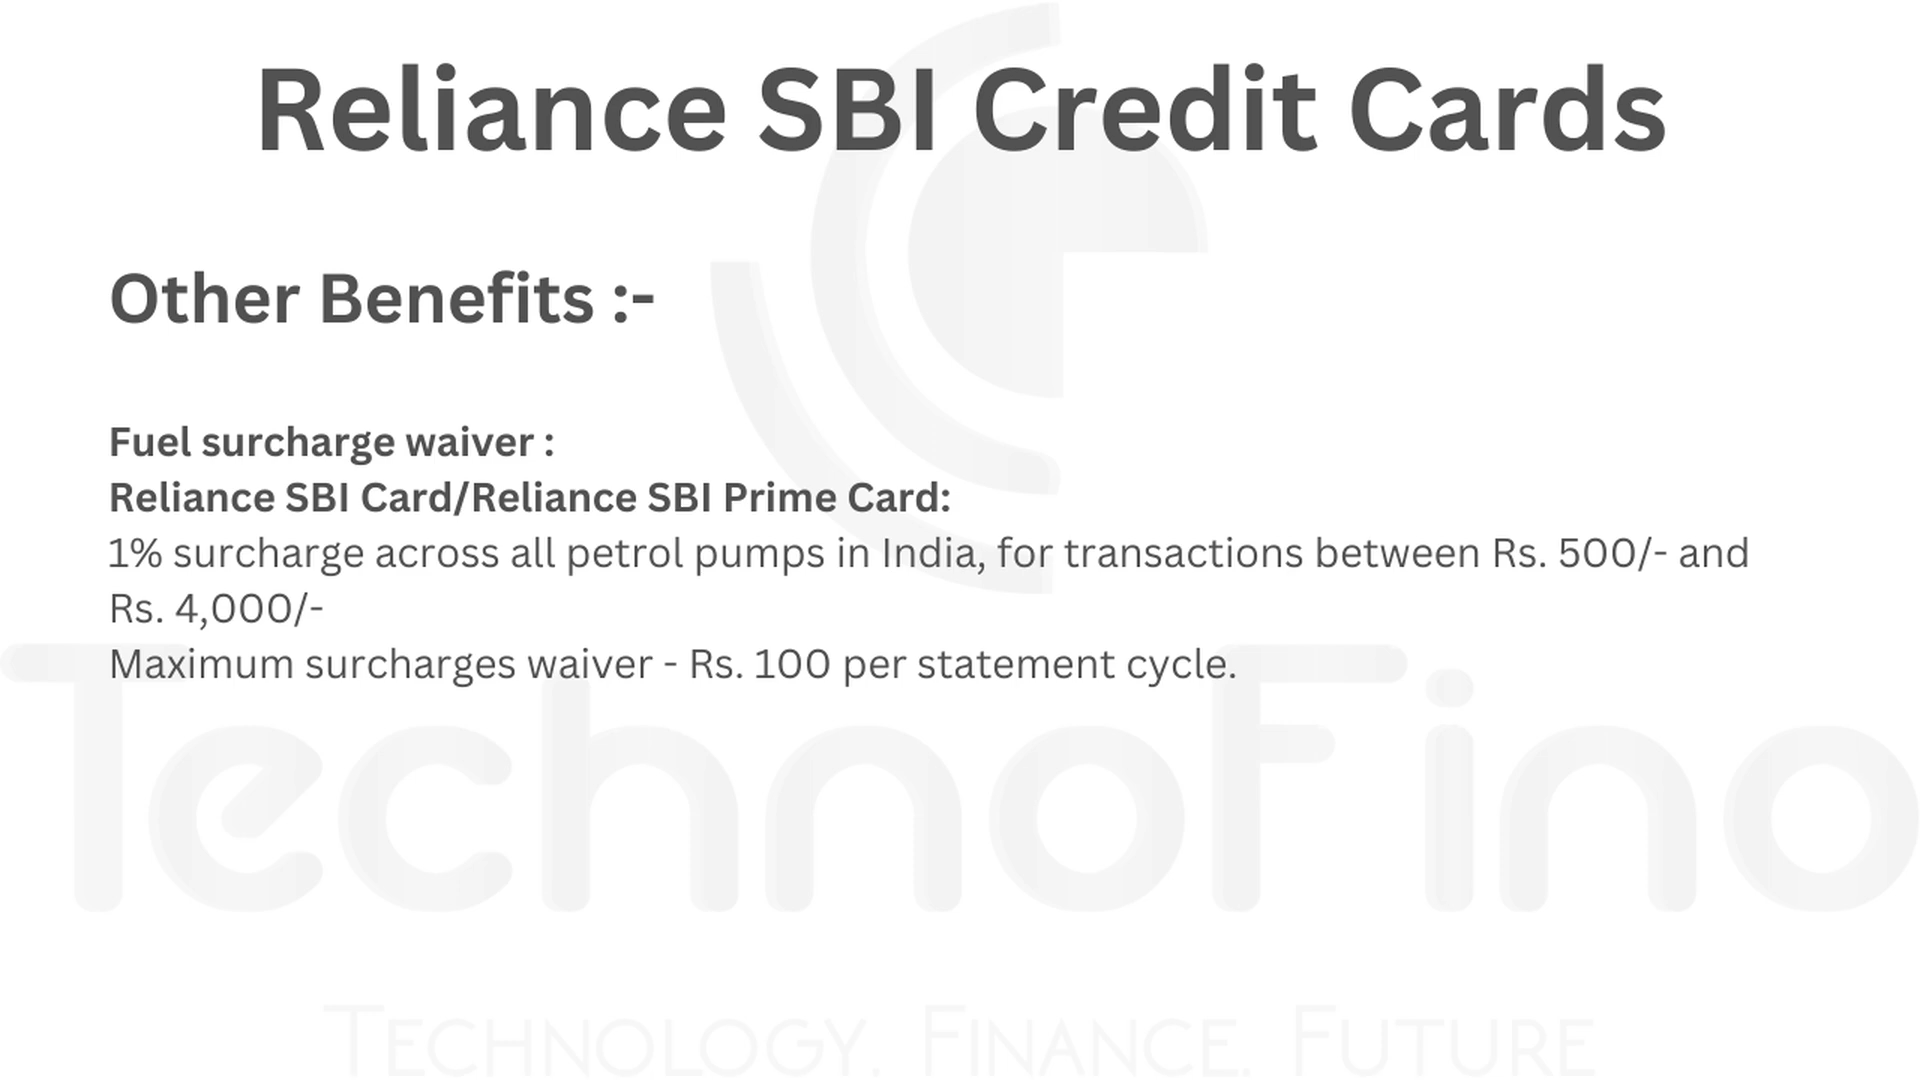 Reliance SBI Credit Cards
Other Benefits :-
Fuel surcharge waiver :
Reliance SBI Card/Reliance SBI Prime Card:
1% surcharge across all petrol pumps in India, for transactions between Rs. 500/- and
Rs. 4,000/-
Maximum surcharges waiver - Rs. 100 per statement cycle.
TechnoFino
TECHNOLOGY. FINANCE. FUTURE